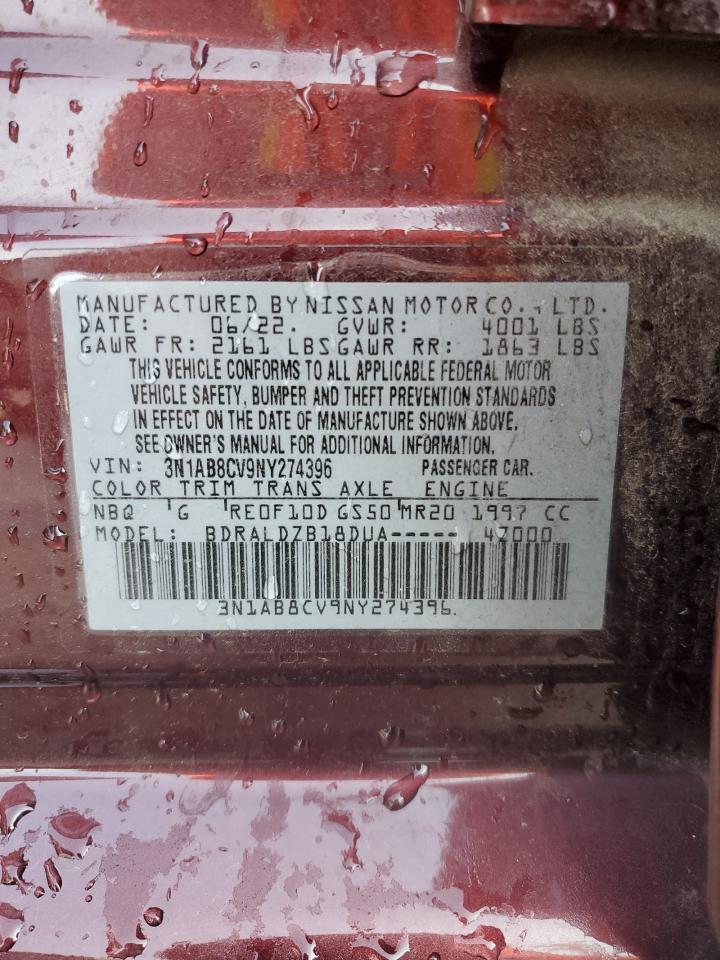 MANUFACTURED BY NISSAN MOTOR CO., LTD.
DATE: 06/22. GVWR: 4001 LBS
GAWR FR: 2161 LBS GAWR RR: 1863 LBS
THIS VEHICLE CONFORMS TO ALL APPLICABLE FEDERAL MOTOR
VEHICLE SAFETY, BUMPER AND THEFT PREVENTION STANDARDS
IN EFFECT ON THE DATE OF MANUFACTURE SHOWN ABOVE.
SEE OWNER'S MANUAL FOR ADDITIONAL INFORMATION.
VIN: 3N1AB8CV9NY274396 PASSENGER CAR.
COLOR TRIM TRANS AXLE ENGINE
NBQ G RE0F10D GS50 MR20 1997 CC
MODEL: BDRALDZB18DUA----- 4Z000
3N1AB8CV9NY274396.